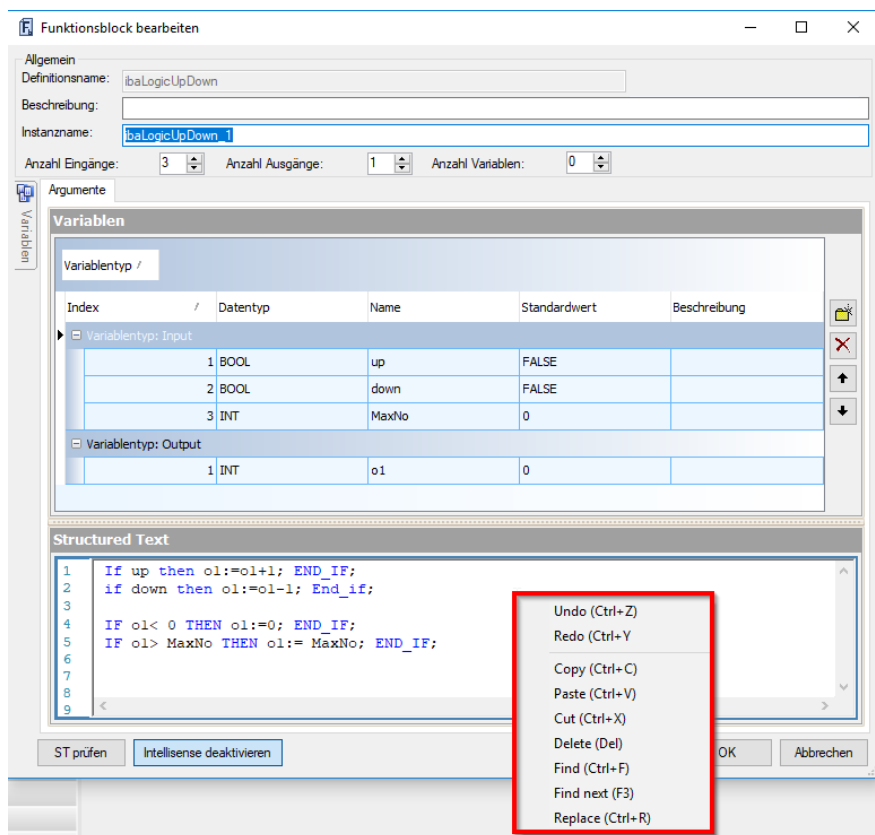 Funktionsblock bearbeiten
Allgemein
Definitionsname: ibaLogicUpDown
Beschreibung:
Instanzname: ibaLogicUpDown_1
Anzahl Eingänge: 3 Anzahl Ausgänge: 1 Anzahl Variablen: 0
Variablen
Argumente
Variablen
Variablentyp /
Index / Datentyp Name Standardwert Beschreibung
Variablentyp: Input
1 BOOL up FALSE
2 BOOL down FALSE
3 INT MaxNo 0
Variablentyp: Output
1 INT o1 0
Structured Text
1 If up then o1:=o1+1; END_IF;
2 if down then o1:=o1-1; End_if;
3
4 IF o1< 0 THEN o1:=0; END_IF;
5 IF o1> MaxNo THEN o1:= MaxNo; END_IF;
6
7
8
9
Undo (Ctrl+Z)
Redo (Ctrl+Y
Copy (Ctrl+C)
Paste (Ctrl+V)
Cut (Ctrl+X)
Delete (Del)
Find (Ctrl+F)
Find next (F3)
Replace (Ctrl+R)
ST prüfen Intellisense deaktivieren OK Abbrechen